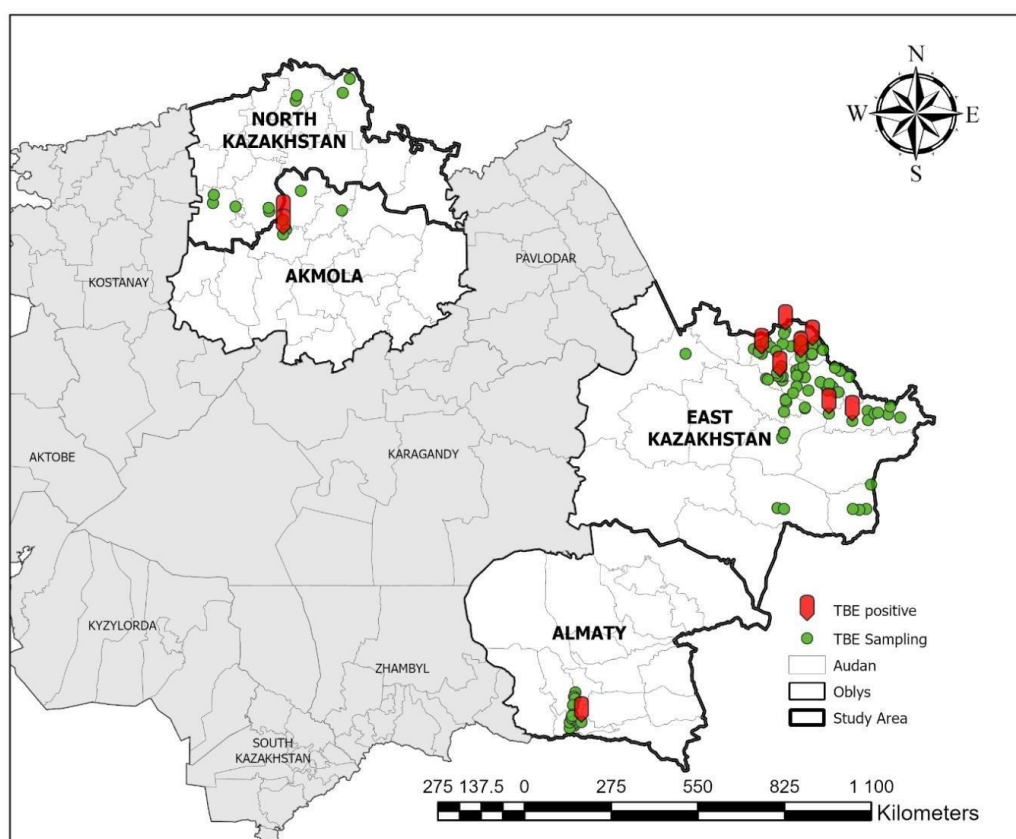 N
W
E
S
NORTH
KAZAKHSTAN
AKMOLA
KOSTANAY
PAVLODAR
EAST
KAZAKHSTAN
AKTOBE
KARAGANDY
KYZYLORDA
ALMATY
ZHAMBYL
SOUTH
KAZAKHSTAN
TBE positive
TBE Sampling
Audan
Oblys
Study Area
275 137.5 0 275 550 825 1 100
Kilometers